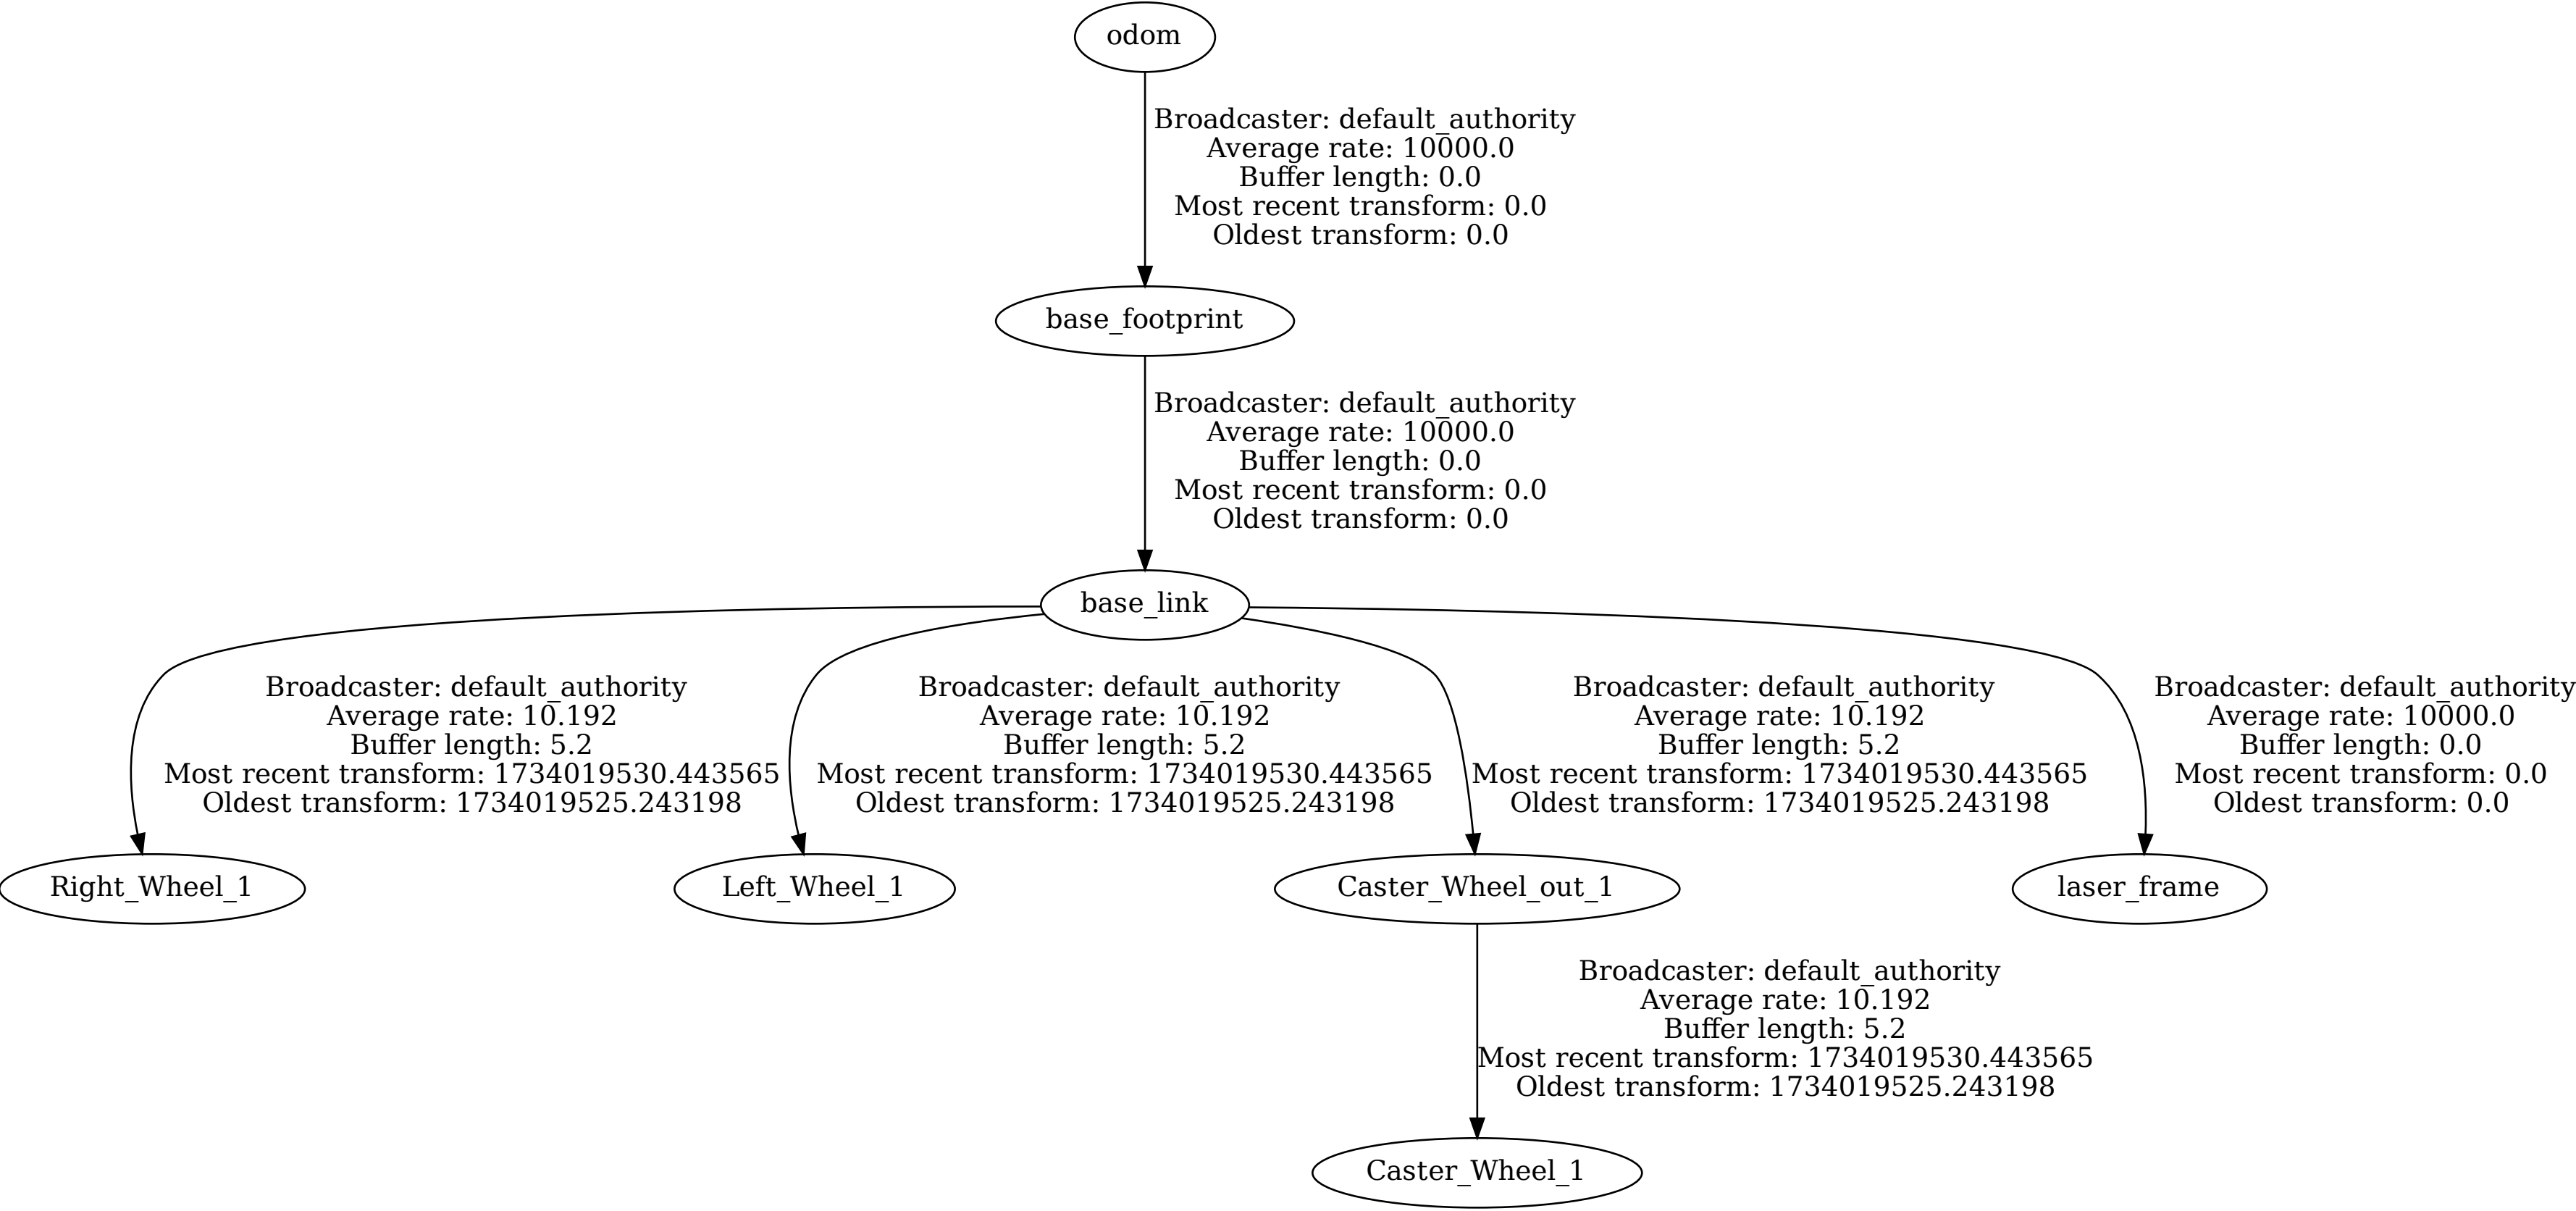 odom
Broadcaster: default_authority
Average rate: 10000.0
Buffer length: 0.0
Most recent transform: 0.0
Oldest transform: 0.0
base_footprint
Broadcaster: default_authority
Average rate: 10000.0
Buffer length: 0.0
Most recent transform: 0.0
Oldest transform: 0.0
base_link
Broadcaster: default_authority
Average rate: 10.192
Buffer length: 5.2
Most recent transform: 1734019530.443565
Oldest transform: 1734019525.243198
Broadcaster: default_authority
Average rate: 10.192
Buffer length: 5.2
Most recent transform: 1734019530.443565
Oldest transform: 1734019525.243198
Broadcaster: default_authority
Average rate: 10.192
Buffer length: 5.2
Most recent transform: 1734019530.443565
Oldest transform: 1734019525.243198
Broadcaster: default_authority
Average rate: 10000.0
Buffer length: 0.0
Most recent transform: 0.0
Oldest transform: 0.0
Right_Wheel_1
Left_Wheel_1
Caster_Wheel_out_1
laser_frame
Broadcaster: default_authority
Average rate: 10.192
Buffer length: 5.2
Most recent transform: 1734019530.443565
Oldest transform: 1734019525.243198
Caster_Wheel_1